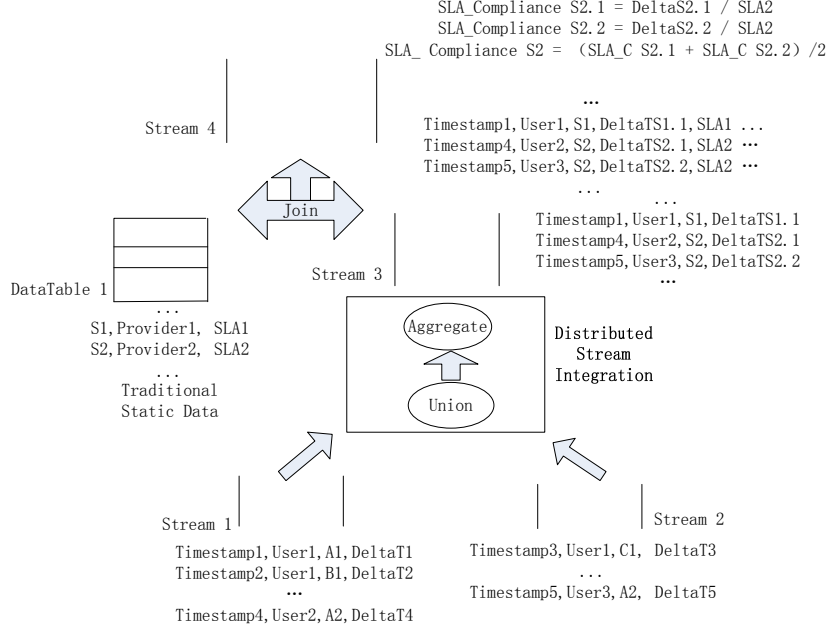 SLA_Compliance S2.1 = DeltaS2.1 / SLA2
SLA_Compliance S2.2 = DeltaS2.2 / SLA2
SLA_ Compliance S2 = （SLA_C S2.1 + SLA_C S2.2）/2
Stream 4
...
Timestamp1,User1,S1,DeltaTS1.1,SLA1 ...
Timestamp4,User2,S2,DeltaTS2.1,SLA2 …
Timestamp5,User3,S2,DeltaTS2.2,SLA2 …
...
Join
...
Timestamp1,User1,S1,DeltaTS1.1
Timestamp4,User2,S2,DeltaTS2.1
Timestamp5,User3,S2,DeltaTS2.2
…
Stream 3
DataTable 1
...
S1,Provider1, SLA1
S2,Provider2, SLA2
...
Traditional
Static Data
Aggregate
Union
Distributed
Stream
Integration
Stream 1
Timestamp1,User1,A1,DeltaT1
Timestamp2,User1,B1,DeltaT2
…
Timestamp4,User2,A2,DeltaT4
Stream 2
Timestamp3,User1,C1, DeltaT3
...
Timestamp5,User3,A2, DeltaT5